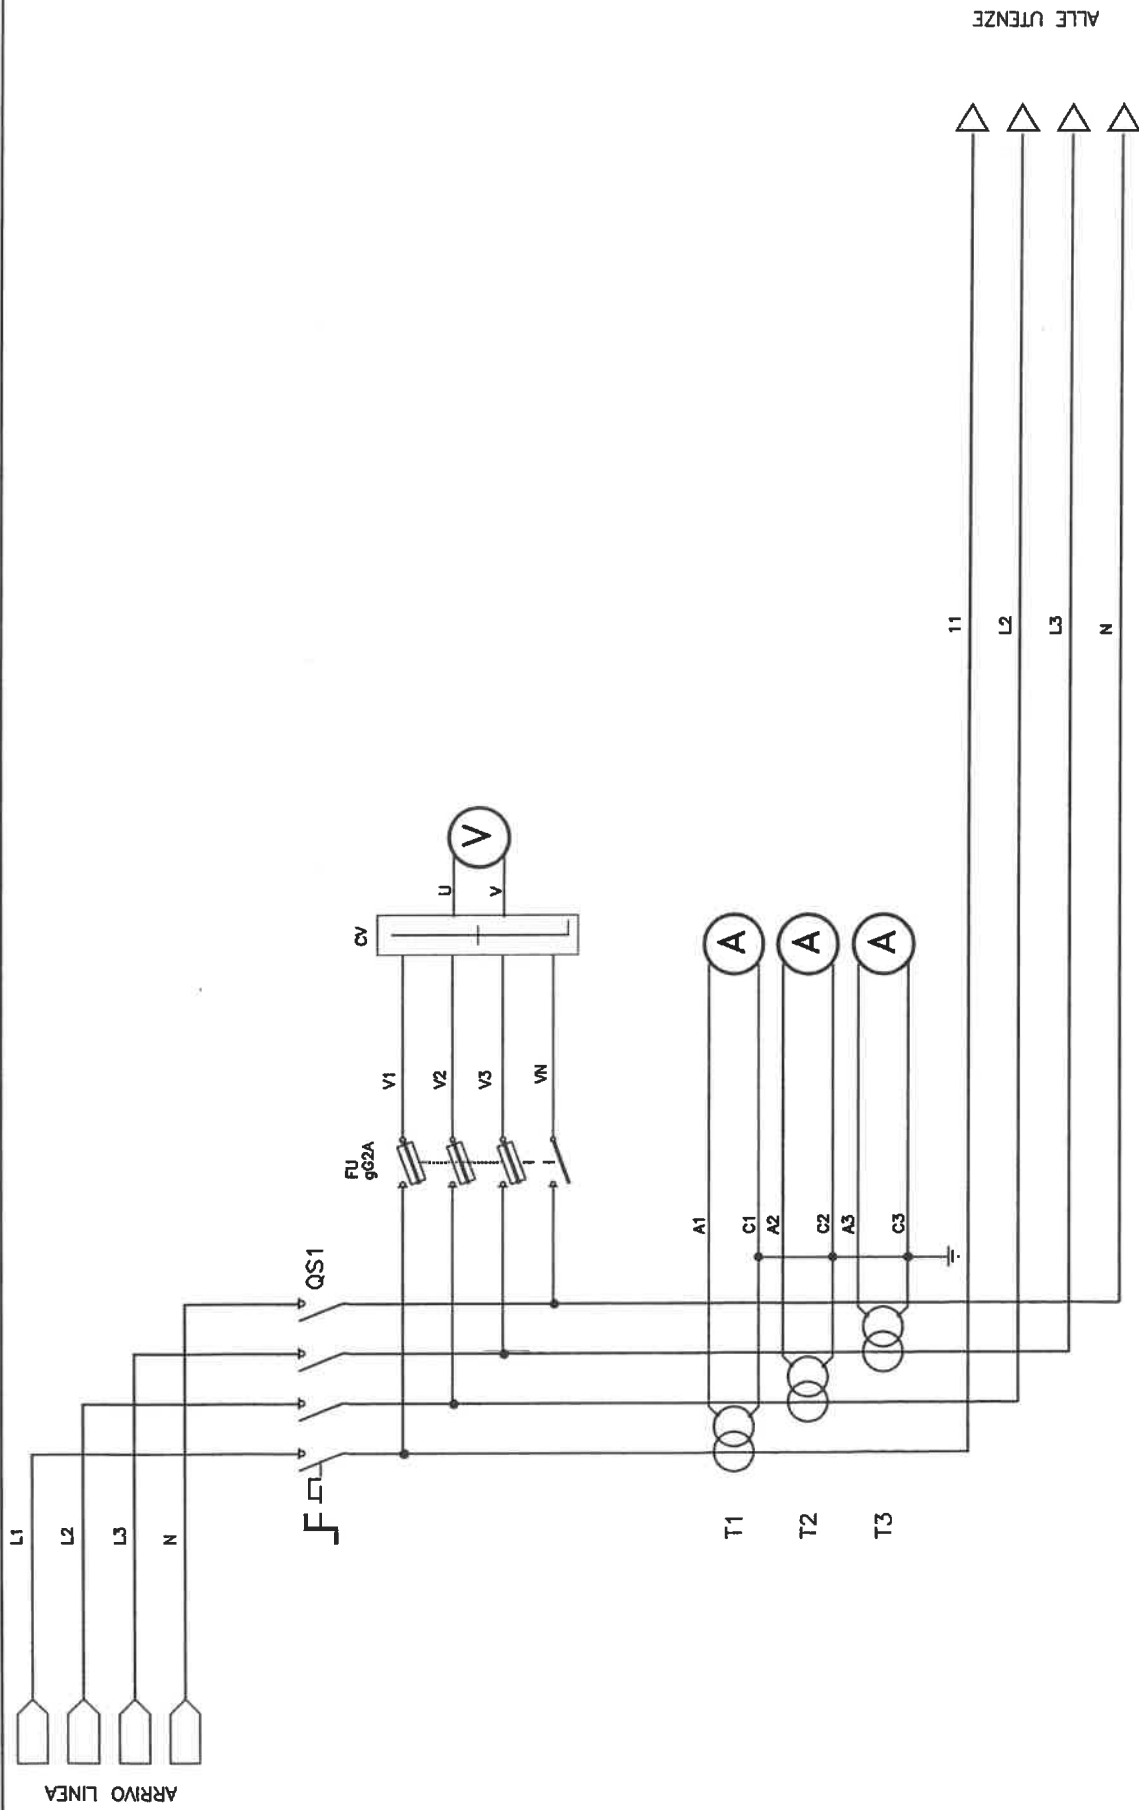 ARRIVO LINEA
L1
L2
L3
N
QS1
FU
gG2A
V1
V2
V3
VN
CV
U
V
V
T1
T2
T3
A1
C1
A2
C2
A3
C3
A
A
A
11
L2
L3
N
ALLE UTENZE